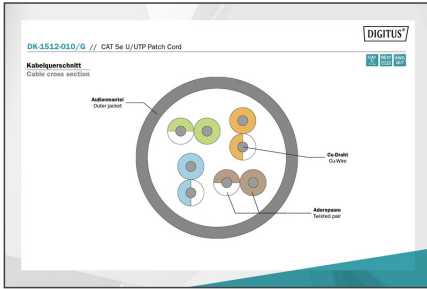 DIGITUS®
DK-1512-010/G // CAT 5e U/UTP Patch Cord
Kabelquerschnitt
Cable cross section
Außenmantel
Outer jacket
Cu-Draht
Cu-Wire
Aderspaare
Twisted pair